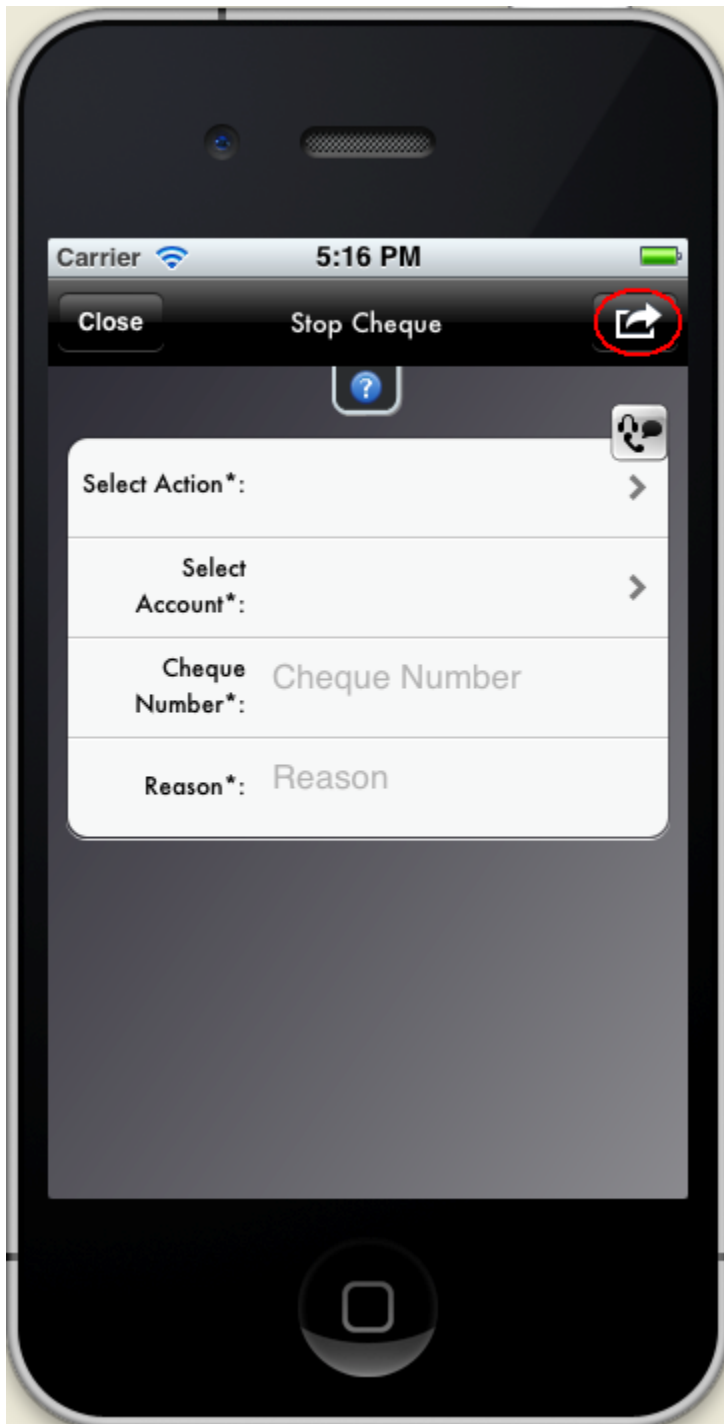 Carrier 5:16 PM
Close Stop Cheque
?
Select Action*:
Select
Account*:
Cheque
Number*:
Cheque Number
Reason*: Reason